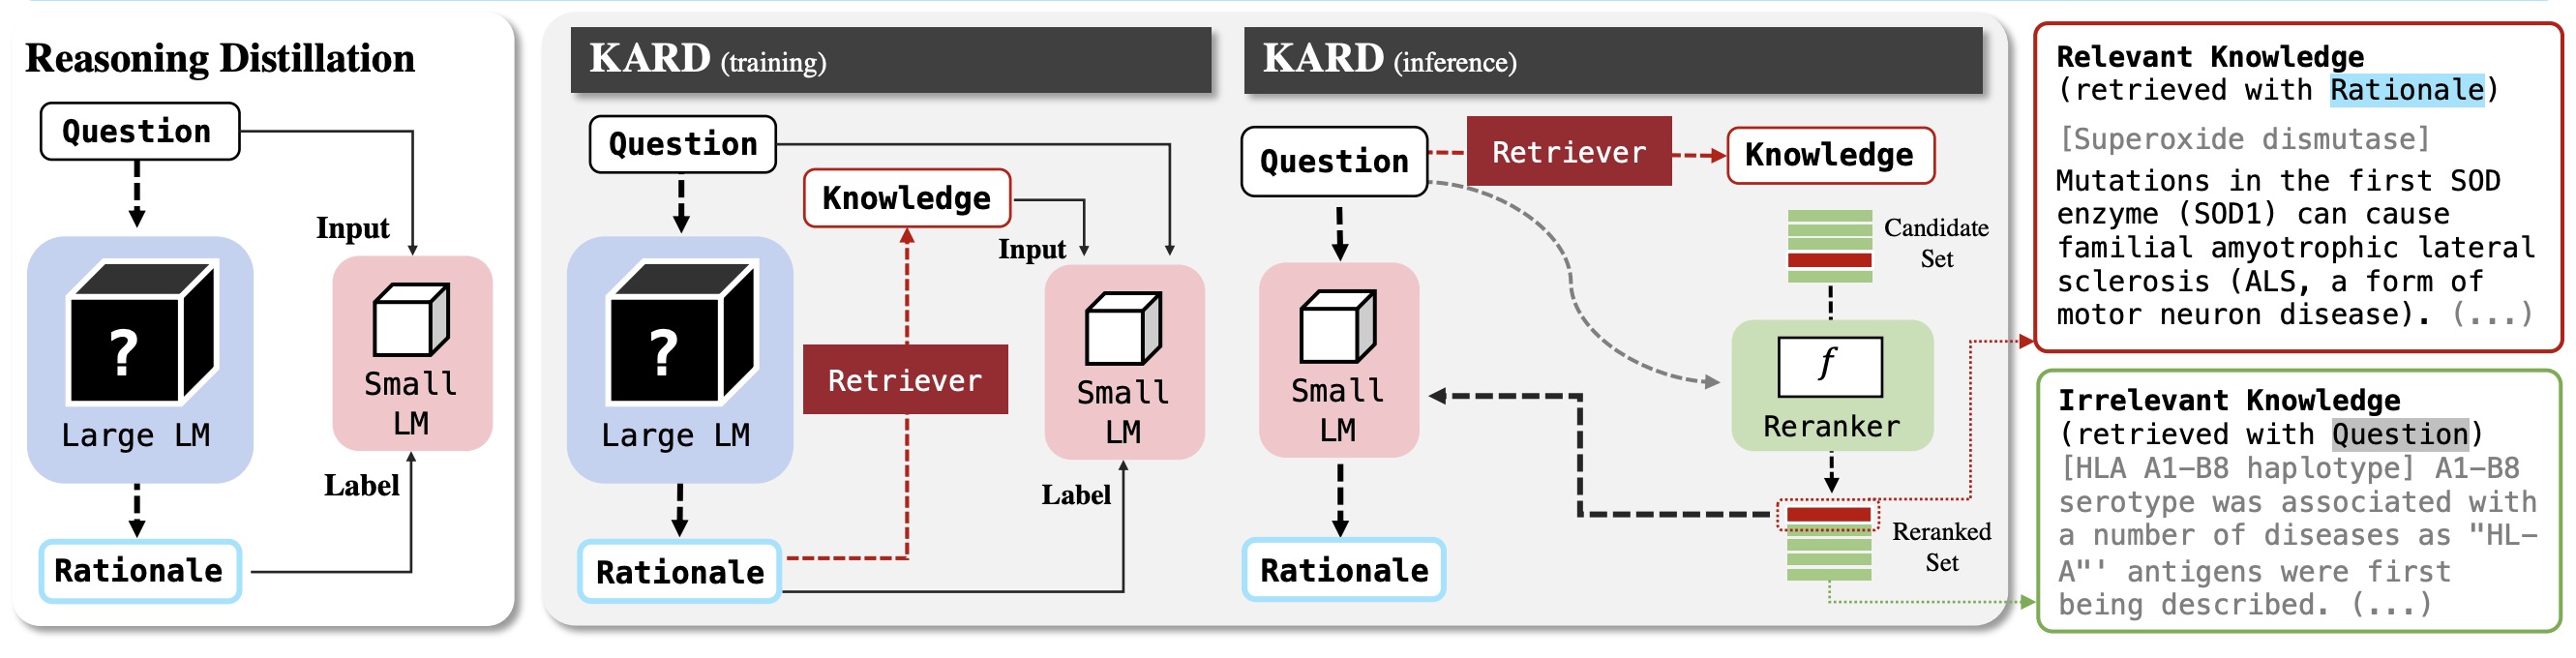 Reasoning Distillation
Question
Input
?
Large LM
Small
LM
Label
Rationale
KARD (training)
Question
Knowledge
Input
?
Large LM
Retriever
Small
LM
Label
Rationale
KARD (inference)
Question
Retriever
Knowledge
Candidate
Set
Small
LM
f
Reranker
Reranked
Set
Rationale
Relevant Knowledge
(retrieved with Rationale)
[Superoxide dismutase]
Mutations in the first SOD
enzyme (SOD1) can cause
familial amyotrophic lateral
sclerosis (ALS, a form of
motor neuron disease). (...)
Irrelevant Knowledge
(retrieved with Question)
[HLA A1-B8 haplotype] A1-B8
serotype was associated with
a number of diseases as "HL-
A"' antigens were first
being described. (...)